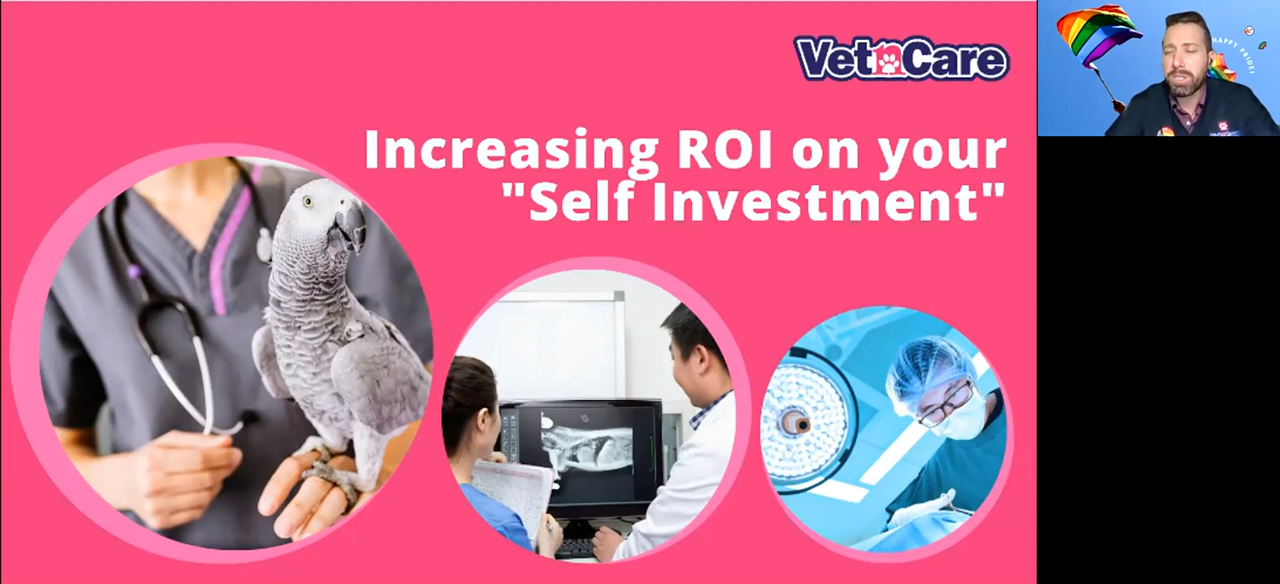 VetnCare
Increasing ROI on your
"Self Investment"
HAPPY PRIDE!